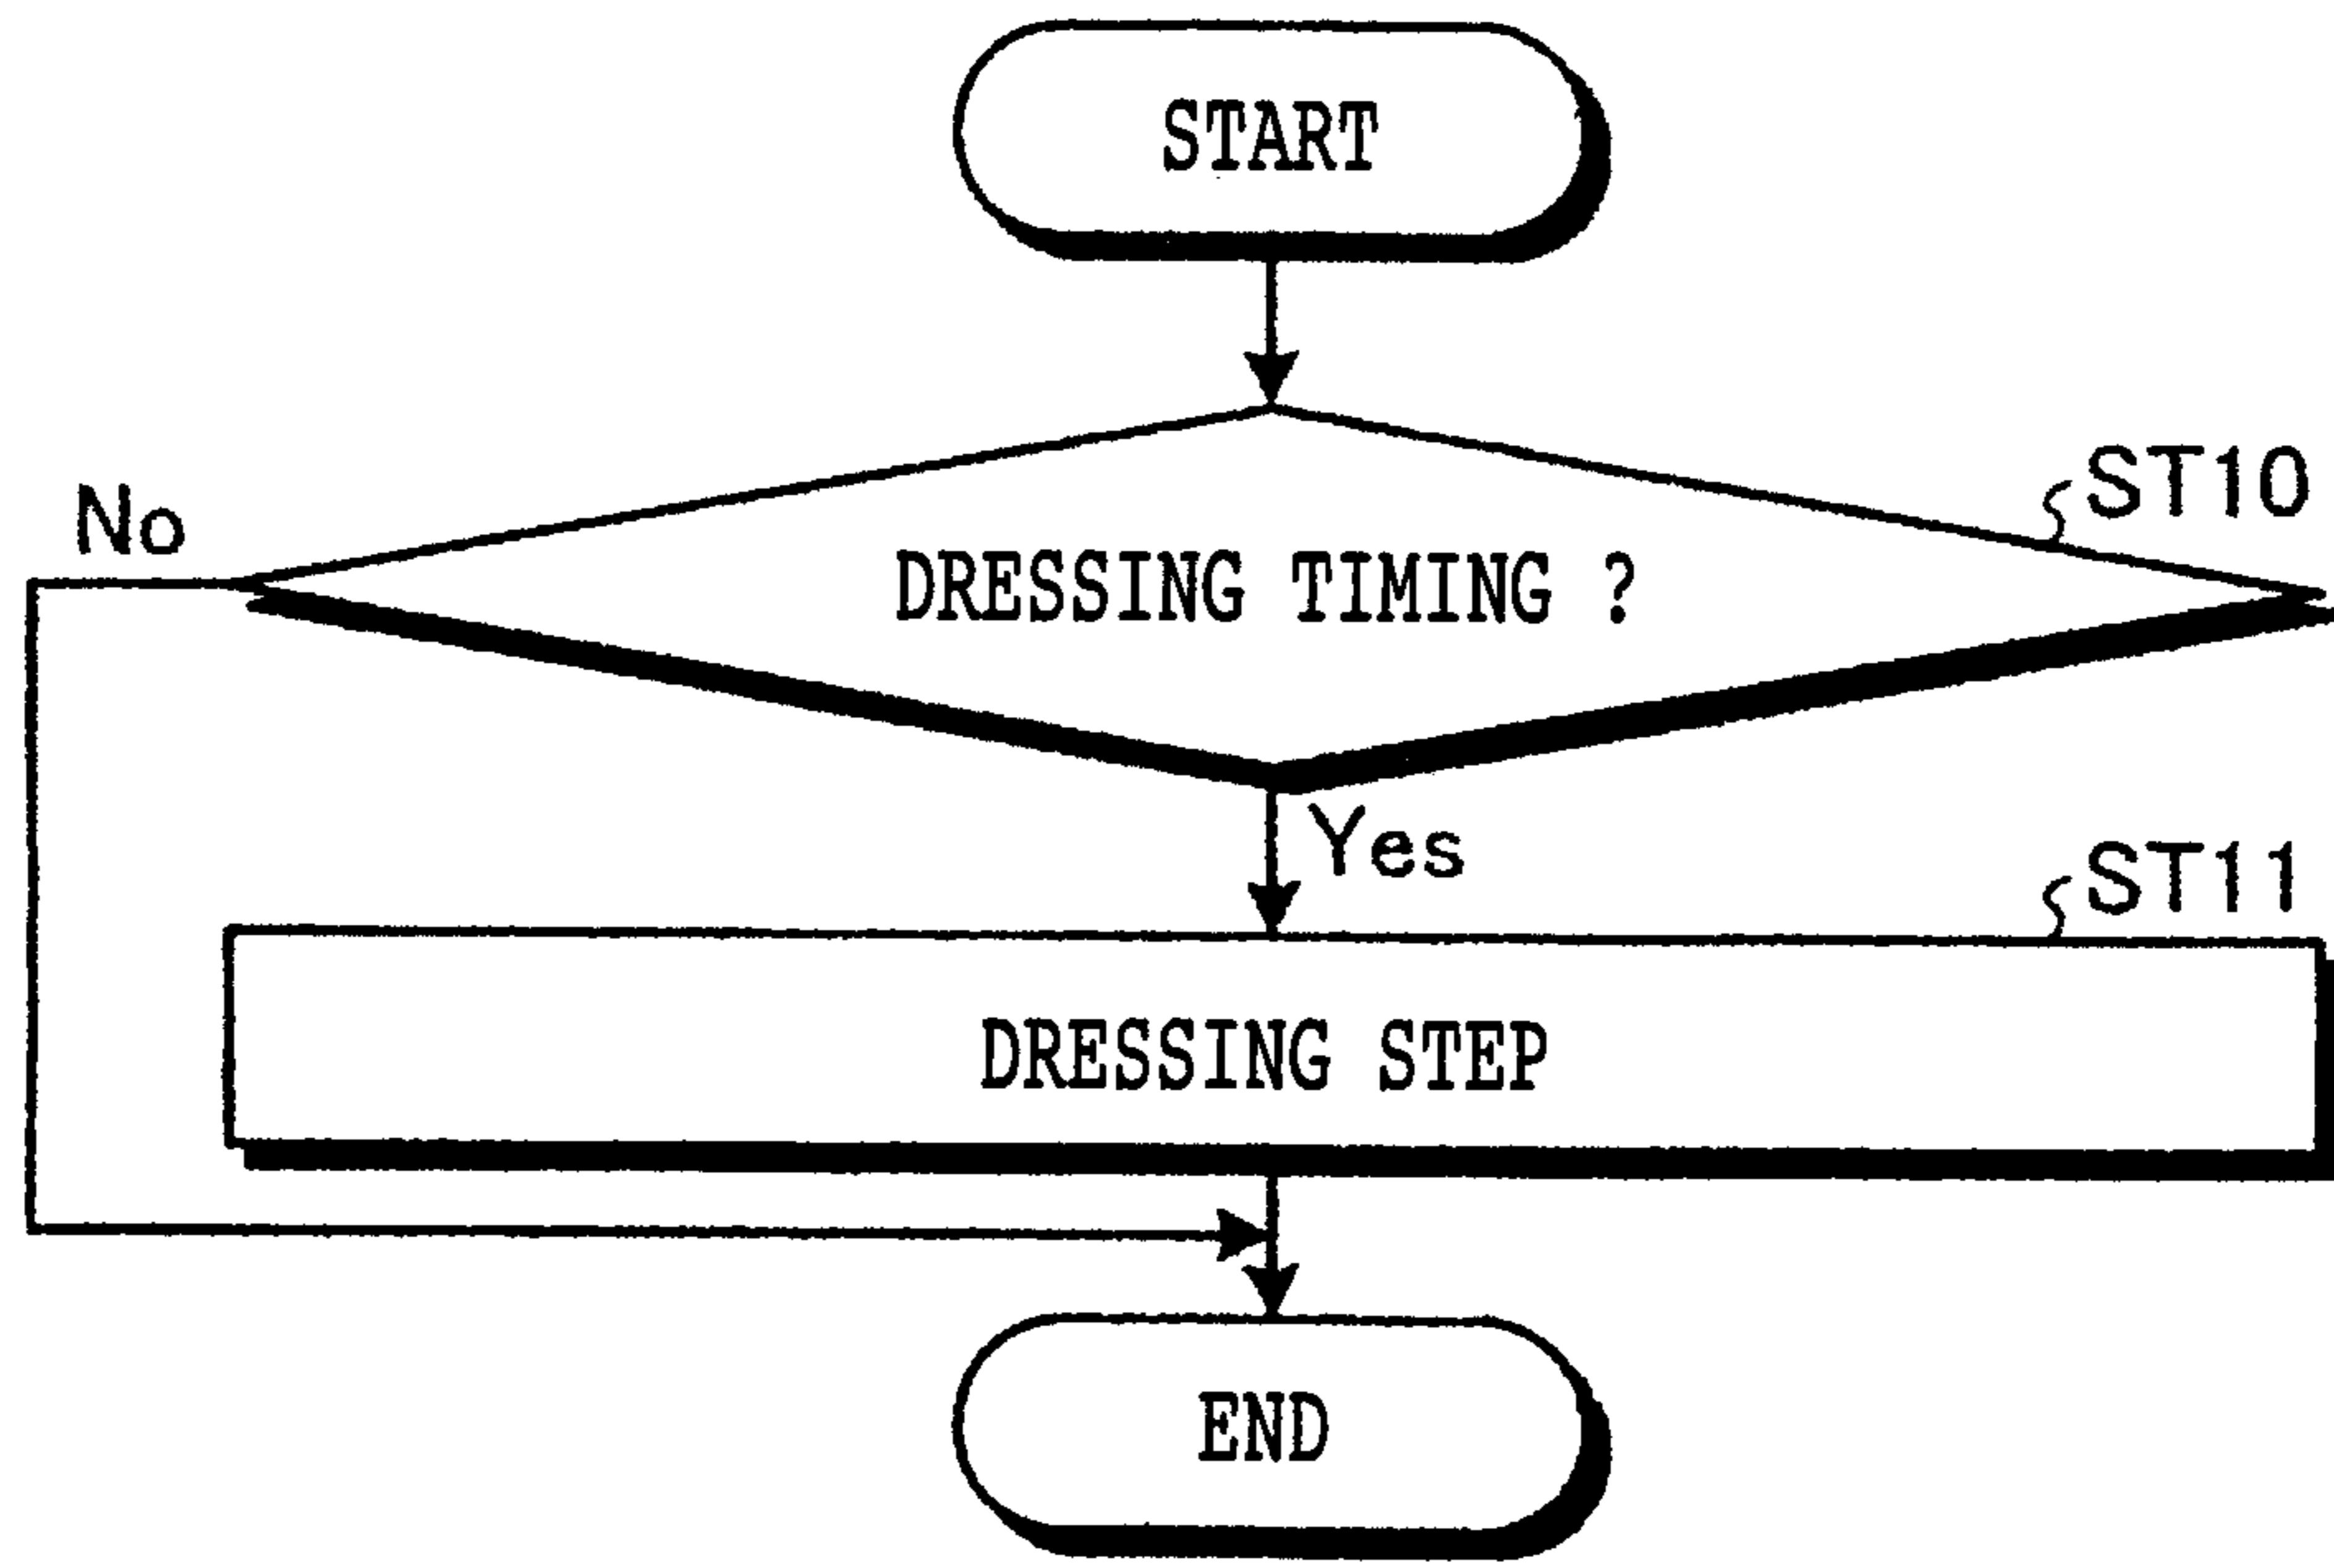 START
No
ST10
DRESSING TIMING ?
Yes
ST11
DRESSING STEP
END